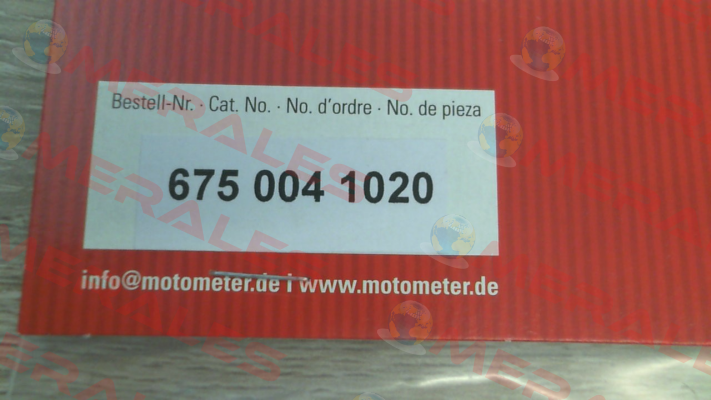 Bestell-Nr. · Cat. No. · No. d'ordre · No. de pieza
675 004 1020
info@motometer.de | www.motometer.de